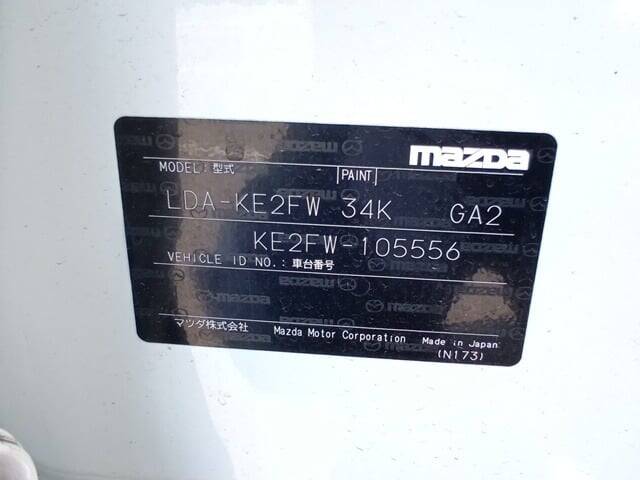 mazda
MODEL:型式 PAINT
LDA-KE2FW 34K GA2
KE2FW-105556
VEHICLE ID NO.:車台番号
マツダ株式会社 Mazda Motor Corporation Made in Japan
(N173)